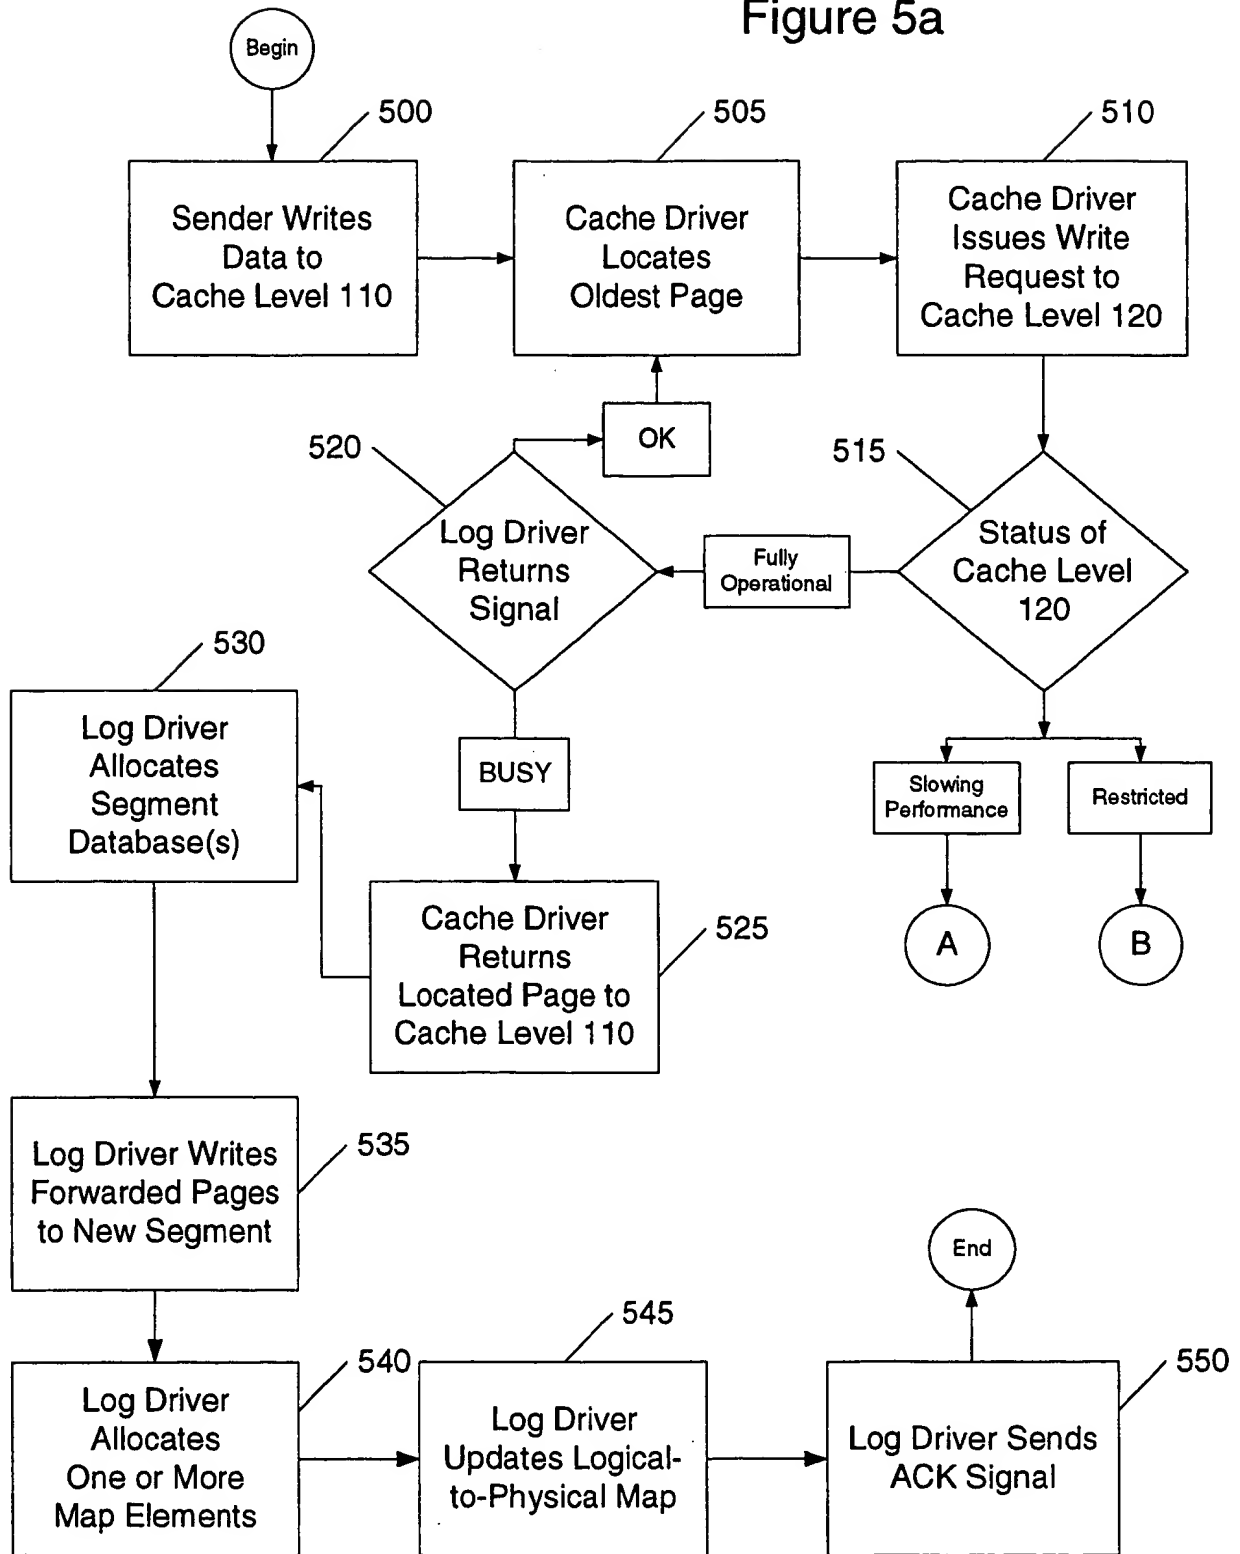 Figure 5a
Begin
500
505
510
Sender Writes
Data to
Cache Level 110
Cache Driver
Locates
Oldest Page
Cache Driver
Issues Write
Request to
Cache Level 120
OK
520
515
Log Driver
Returns
Signal
Fully
Operational
Status of
Cache Level
120
530
Log Driver
Allocates
Segment
Database(s)
BUSY
Slowing
Performance
Restricted
Cache Driver
Returns
Located Page to
Cache Level 110
525
A
B
Log Driver Writes
Forwarded Pages
to New Segment
535
End
545
540
550
Log Driver
Allocates
One or More
Map Elements
Log Driver
Updates Logical-
to-Physical Map
Log Driver Sends
ACK Signal